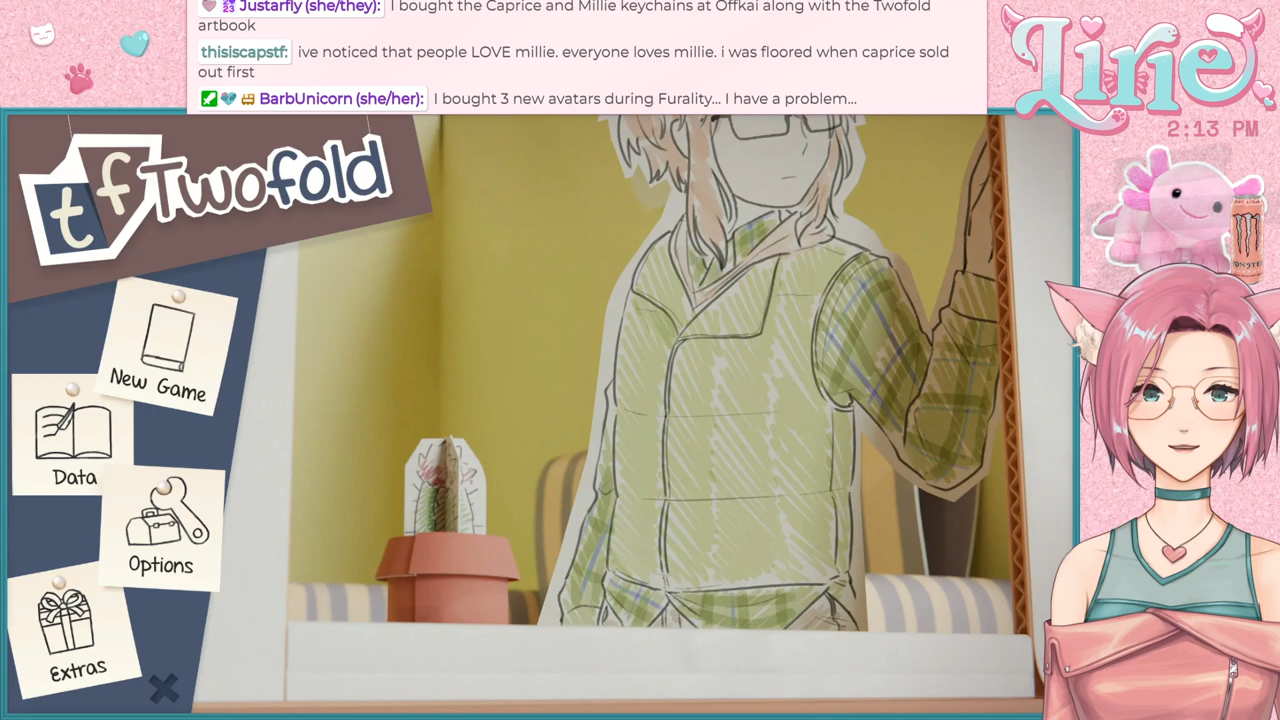 Justarfly (she/they): I bought the Caprice and Millie keychains at Offkai along with the Twofold
artbook
thisiscapstf: ive noticed that people LOVE millie. everyone loves millie. i was floored when caprice sold
out first
BarbUnicorn (she/her): I bought 3 new avatars during Furality... I have a problem...
Lirie
2:13 PM
tf Twofold
New Game
Data
Options
Extras